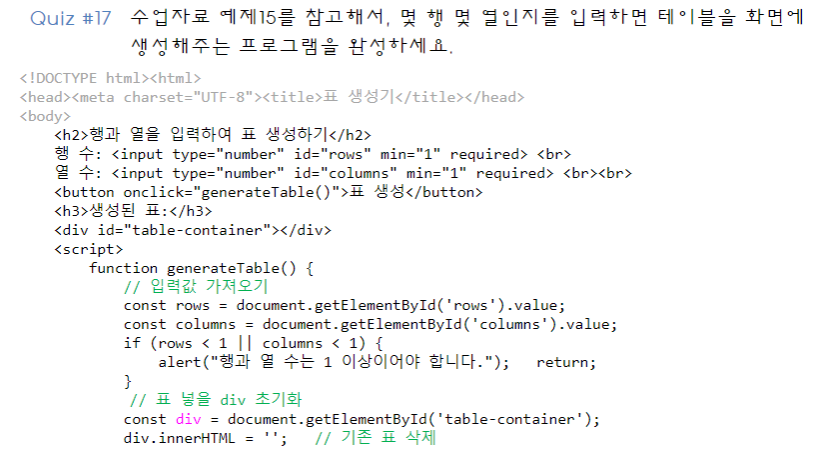 Quiz #17 수업자료 예제15를 참고해서, 몇 행 몇 열인지를 입력하면 테이블을 화면에
생성해주는 프로그램을 완성하세요.
<!DOCTYPE html><html>
<head><meta charset="UTF-8"><title>표 생성기</title></head>
<body>
<h2>행과 열을 입력하여 표 생성하기</h2>
행 수: <input type="number" id="rows" min="1" required> <br>
열 수: <input type="number" id="columns" min="1" required> <br><br>
<button onclick="generateTable()">표 생성</button>
<h3>생성된 표:</h3>
<div id="table-container"></div>
<script>
function generateTable() {
// 입력값 가져오기
const rows = document.getElementById('rows').value;
const columns = document.getElementById('columns').value;
if (rows < 1 || columns < 1) {
alert("행과 열 수는 1 이상이어야 합니다."); return;
}
// 표 넣을 div 초기화
const div = document.getElementById('table-container');
div.innerHTML = ''; // 기존 표 삭제